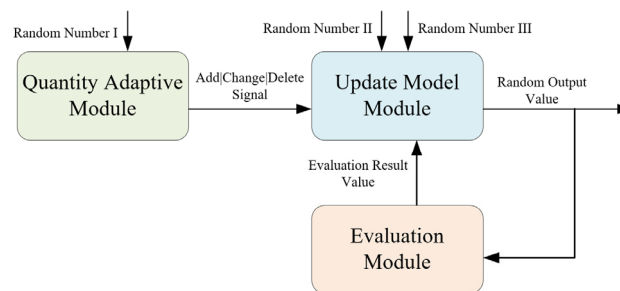 Random Number I
Random Number II
Random Number III
Quantity Adaptive
Module
Add|Change|Delete
Signal
Update Model
Module
Random Output
Value
Evaluation Result
Value
Evaluation
Module